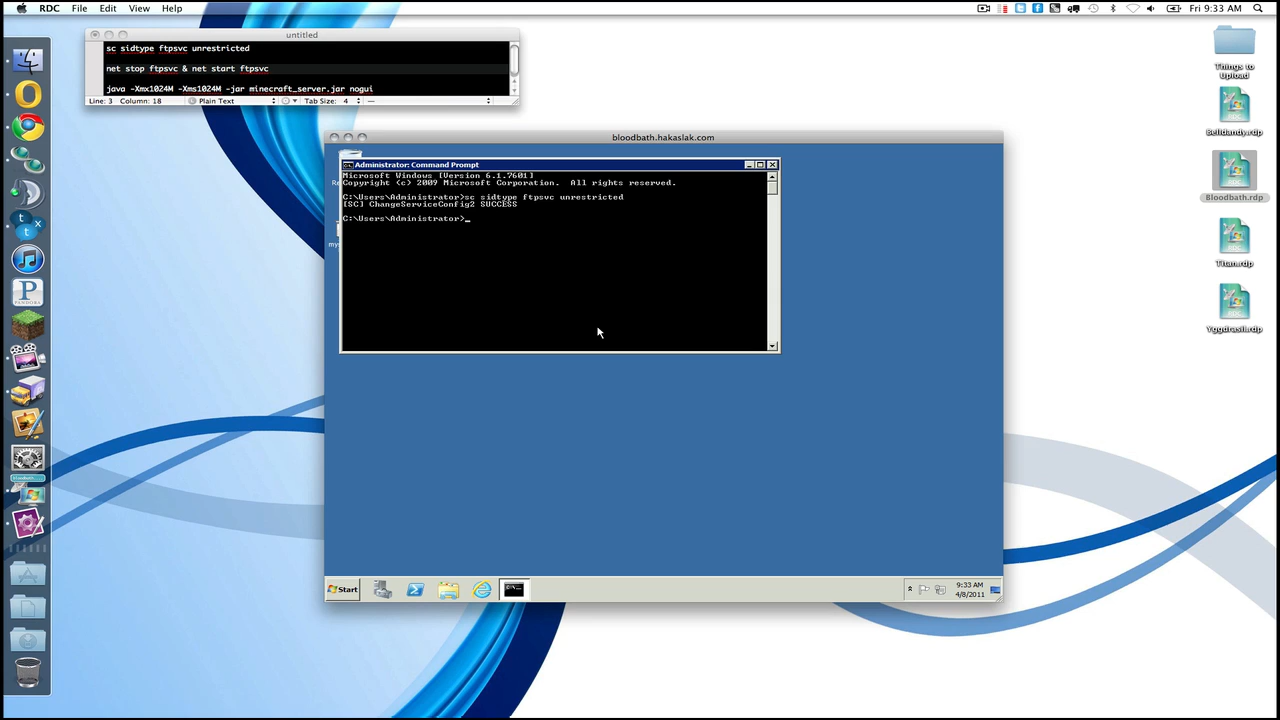 RDC File Edit View Help
Fri 9:33 AM
untitled
sc sidtype ftpsvc unrestricted
net stop ftpsvc & net start ftpsvc
java -Xmx1024M -Xms1024M -jar minecraft_server.jar nogui
Line: 3 Column: 18 Plain Text Tab Size: 4 —
bloodbath.hakaslak.com
Administrator: Command Prompt
Microsoft Windows [Version 6.1.7601]
Copyright (c) 2009 Microsoft Corporation. All rights reserved.
C:\Users\Administrator>sc sidtype ftpsvc unrestricted
[SC] ChangeServiceConfig2 SUCCESS
C:\Users\Administrator>_
Start
9:33 AM
4/8/2011
Things to
Upload
Belldandy.rdp
Bloodbath.rdp
Titan.rdp
Yggdrasil.rdp
P
PANDORA